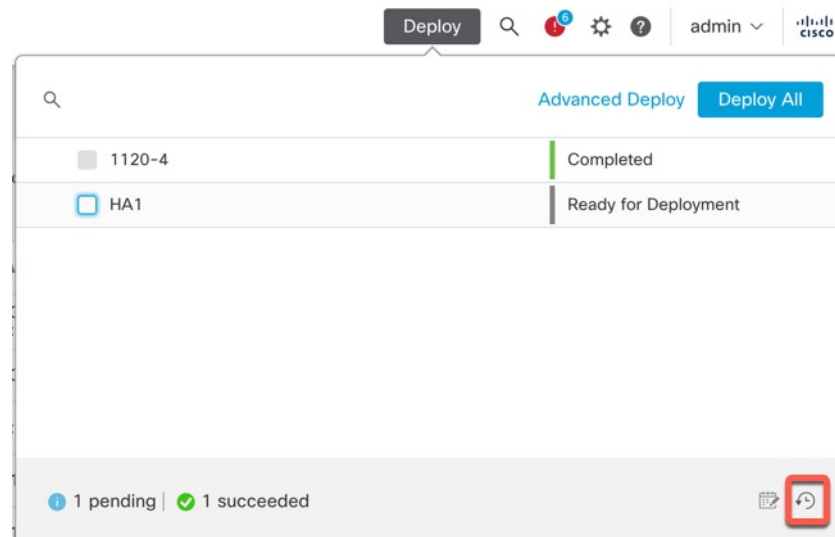 Deploy 6 ? admin cisco
Advanced Deploy Deploy All
1120-4 Completed
HA1 Ready for Deployment
1 pending | 1 succeeded